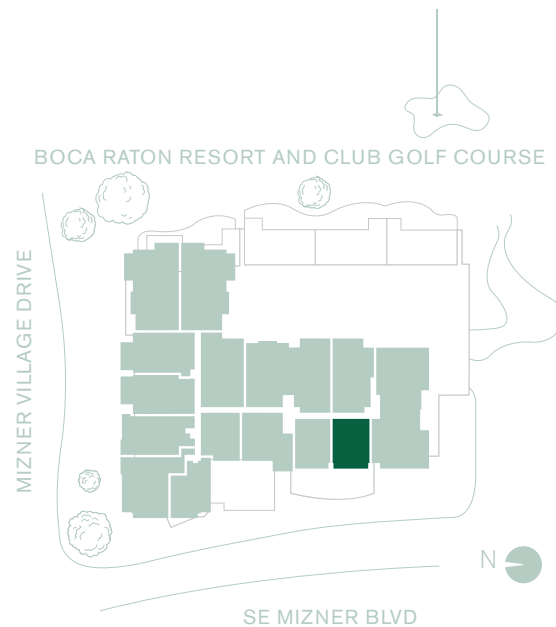 BOCA RATON RESORT AND CLUB GOLF COURSE
MIZNER VILLAGE DRIVE
N
SE MIZNER BLVD